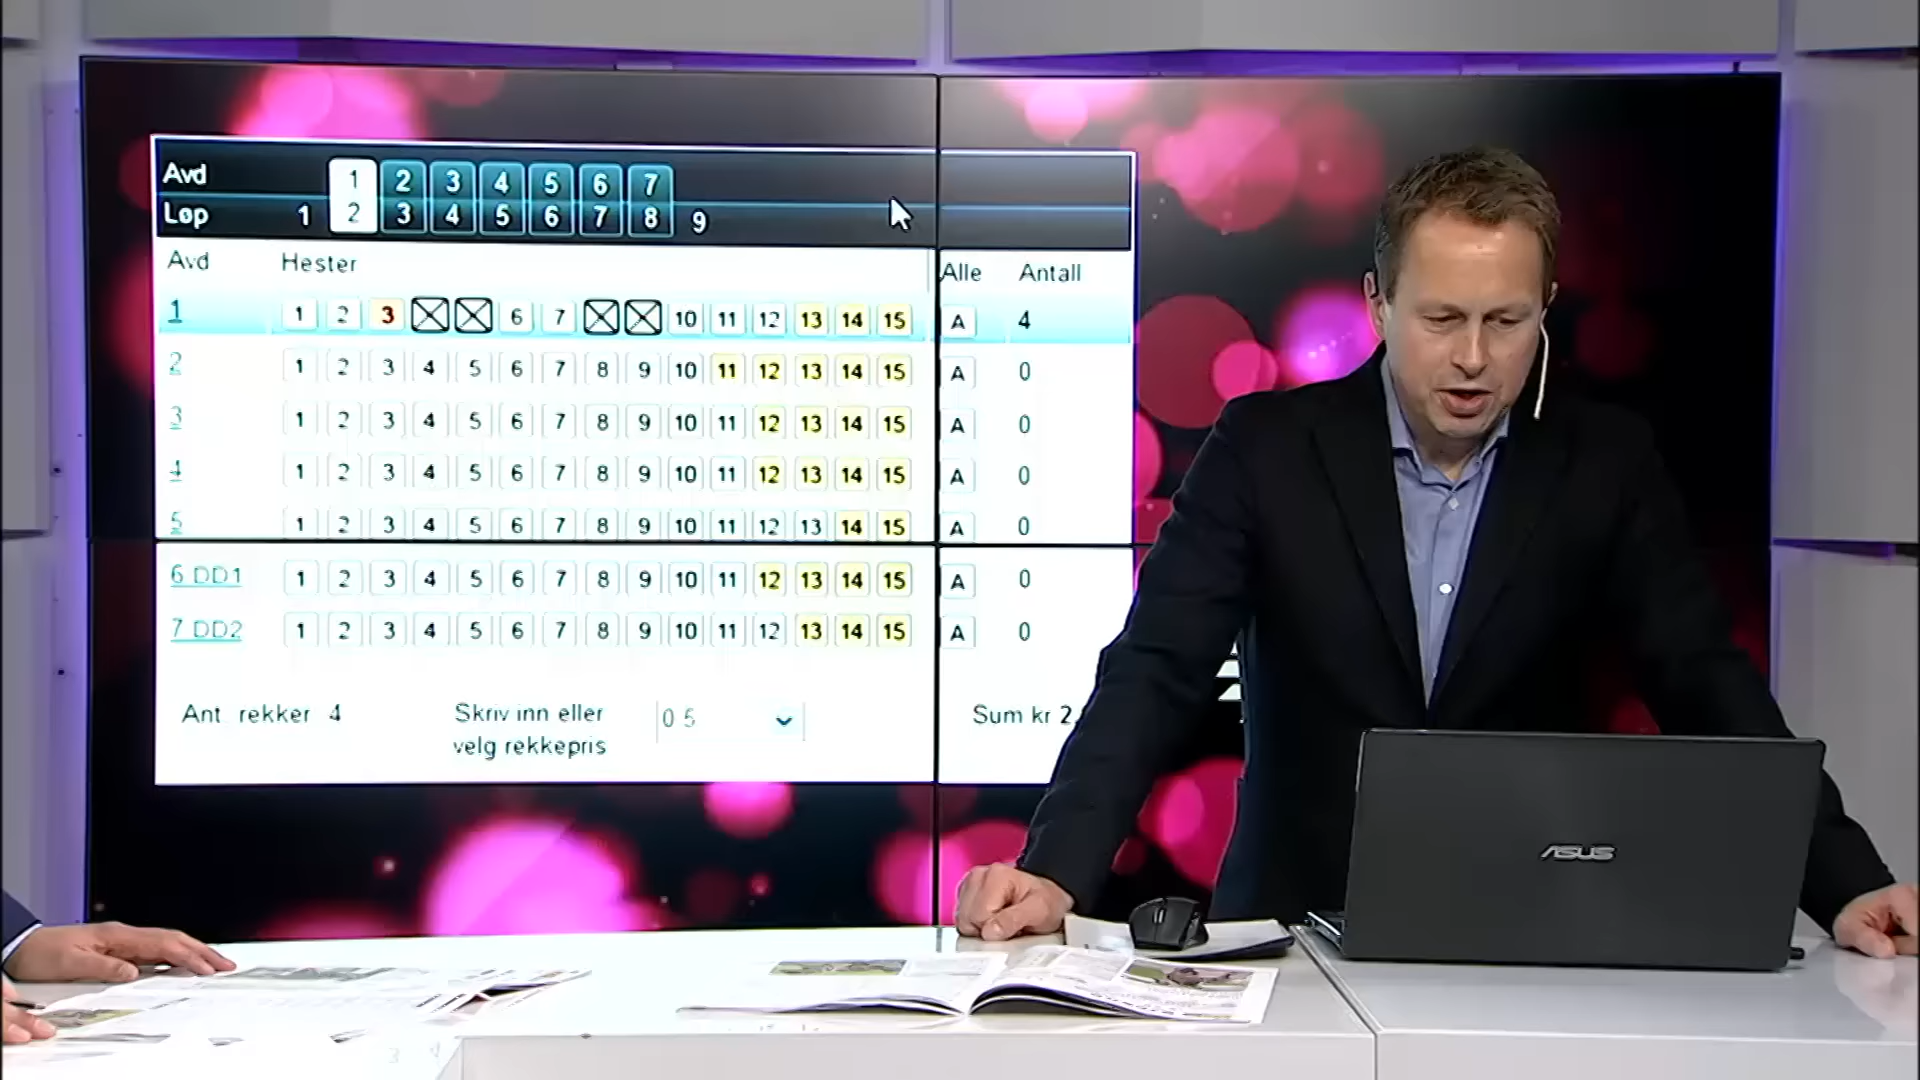 Avd 1 2 3 4 5 6 7
Løp 1 2 3 4 5 6 7 8 9
Avd Hester Alle Antall
1 1 2 3 6 7 10 11 12 13 14 15 A 4
2 1 2 3 4 5 6 7 8 9 10 11 12 13 14 15 A 0
3 1 2 3 4 5 6 7 8 9 10 11 12 13 14 15 A 0
4 1 2 3 4 5 6 7 8 9 10 11 12 13 14 15 A 0
5 1 2 3 4 5 6 7 8 9 10 11 12 13 14 15 A 0
6 DD1 1 2 3 4 5 6 7 8 9 10 11 12 13 14 15 A 0
7 DD2 1 2 3 4 5 6 7 8 9 10 11 12 13 14 15 A 0
Ant. rekker 4 Skriv inn eller 0 5 Sum kr 2,
velg rekkepris
ASUS